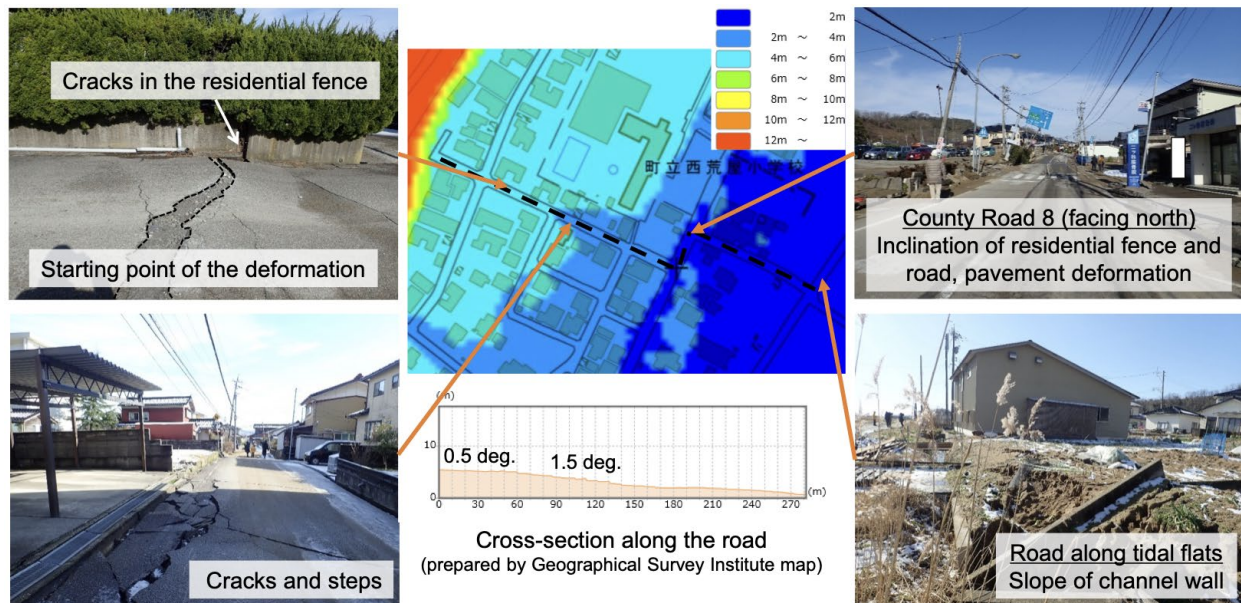 Cracks in the residential fence
Starting point of the deformation
Cracks and steps
2m
2m ～ 4m
4m ～ 6m
6m ～ 8m
8m ～ 10m
10m ～ 12m
12m ～
町立西荒屋小学校
(m)
10
0
0.5 deg.
1.5 deg.
(m)
0 30 60 90 120 150 180 210 240 270
Cross-section along the road
(prepared by Geographical Survey Institute map)
County Road 8 (facing north)
Inclination of residential fence and
road, pavement deformation
Road along tidal flats
Slope of channel wall